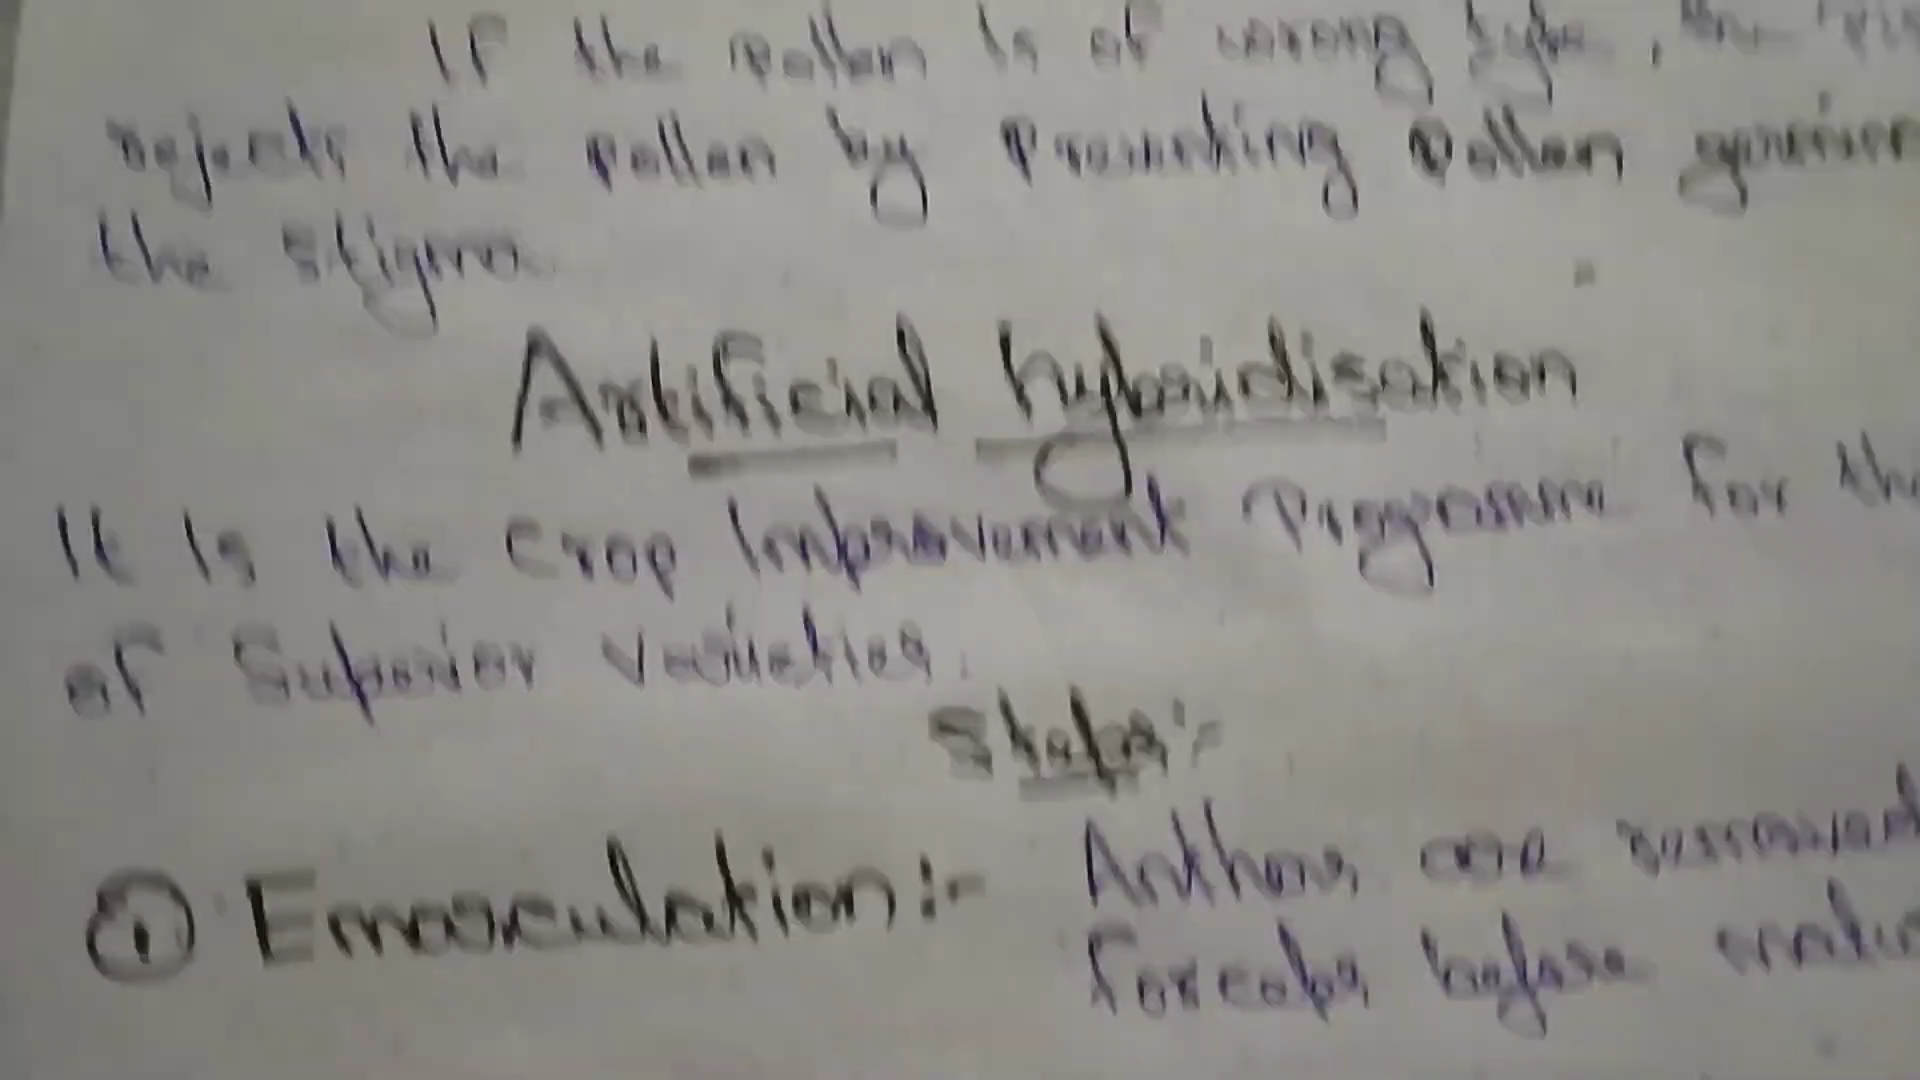 If the pollen is of wrong type, the
rejects the pollen by Preventing Pollen
the stigma
Artificial hybridisation
It is the crop Improvement Programme for the
of Superior Varieties.
Steps:-
① Emasculation:- Anthers are removed
Forceps before